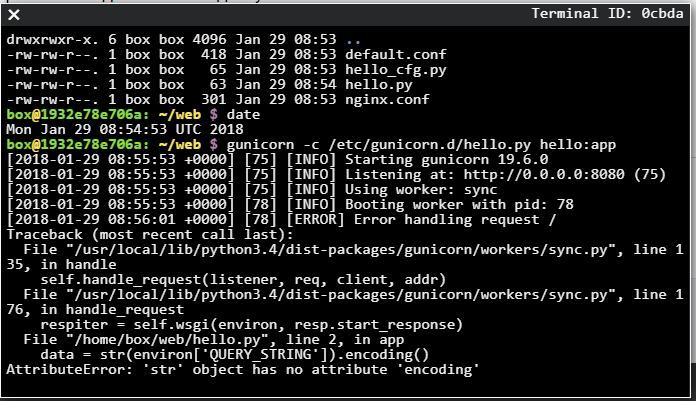 ✕ Terminal ID: 0cbda
drwxrwxr-x. 6 box box 4096 Jan 29 08:53 ..
-rw-rw-r--. 1 box box  418 Jan 29 08:53 default.conf
-rw-rw-r--. 1 box box   65 Jan 29 08:53 hello_cfg.py
-rw-rw-r--. 1 box box   63 Jan 29 08:54 hello.py
-rw-rw-r--. 1 box box  301 Jan 29 08:53 nginx.conf
box@1932e78e706a: ~/web $ date
Mon Jan 29 08:54:53 UTC 2018
box@1932e78e706a: ~/web $ gunicorn -c /etc/gunicorn.d/hello.py hello:app
[2018-01-29 08:55:53 +0000] [75] [INFO] Starting gunicorn 19.6.0
[2018-01-29 08:55:53 +0000] [75] [INFO] Listening at: http://0.0.0.0:8080 (75)
[2018-01-29 08:55:53 +0000] [75] [INFO] Using worker: sync
[2018-01-29 08:55:53 +0000] [78] [INFO] Booting worker with pid: 78
[2018-01-29 08:56:01 +0000] [78] [ERROR] Error handling request /
Traceback (most recent call last):
  File "/usr/local/lib/python3.4/dist-packages/gunicorn/workers/sync.py", line 1
35, in handle
    self.handle_request(listener, req, client, addr)
  File "/usr/local/lib/python3.4/dist-packages/gunicorn/workers/sync.py", line 1
76, in handle_request
    respiter = self.wsgi(environ, resp.start_response)
  File "/home/box/web/hello.py", line 2, in app
    data = str(environ['QUERY_STRING']).encoding()
AttributeError: 'str' object has no attribute 'encoding'